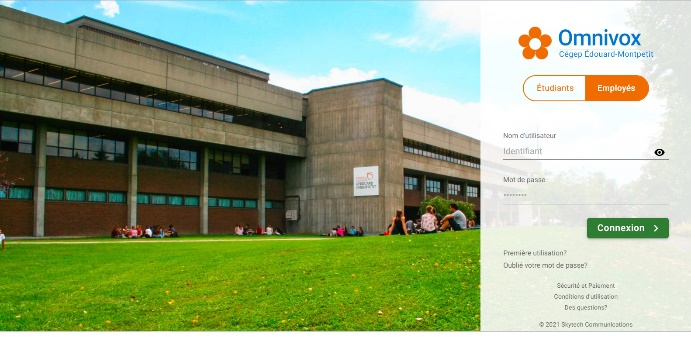 Omnivox
Cégep Édouard-Montpetit
Étudiants
Employés
Nom d'utilisateur
Identifiant
Mot de passe
--------
Connexion
Première utilisation?
Oublié votre mot de passe?
Sécurité et Paiement
Conditions d'utilisation
Des questions?
© 2021 Skytech Communications